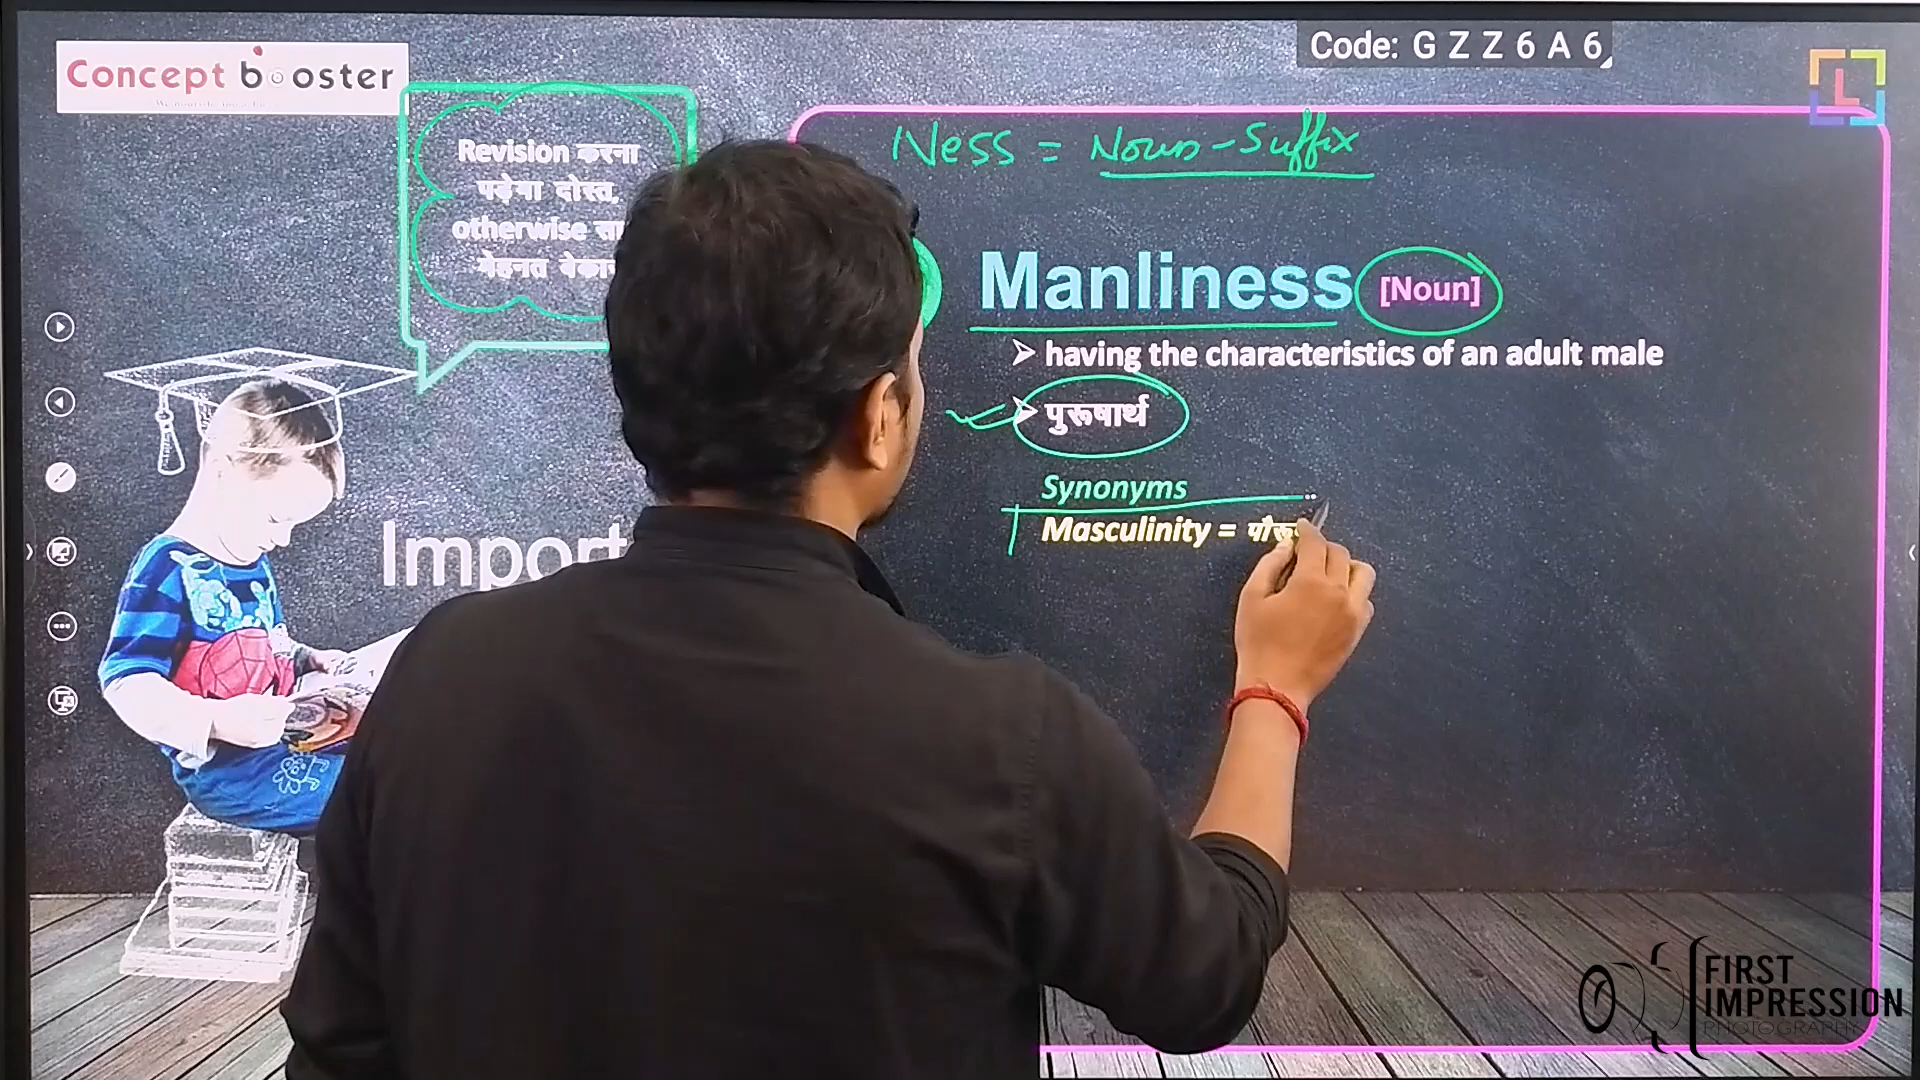 Code: G Z Z 6 A 6
Concept booster
Revision करना
पड़ेगा दोस्त,
otherwise
मेहनत
Ness = Noun-Suffix
Manliness [Noun]
having the characteristics of an adult male
पुरूषार्थ
Synonyms
Masculinity =
L
FIRST
IMPRESSION
PHOTOGRAPHY